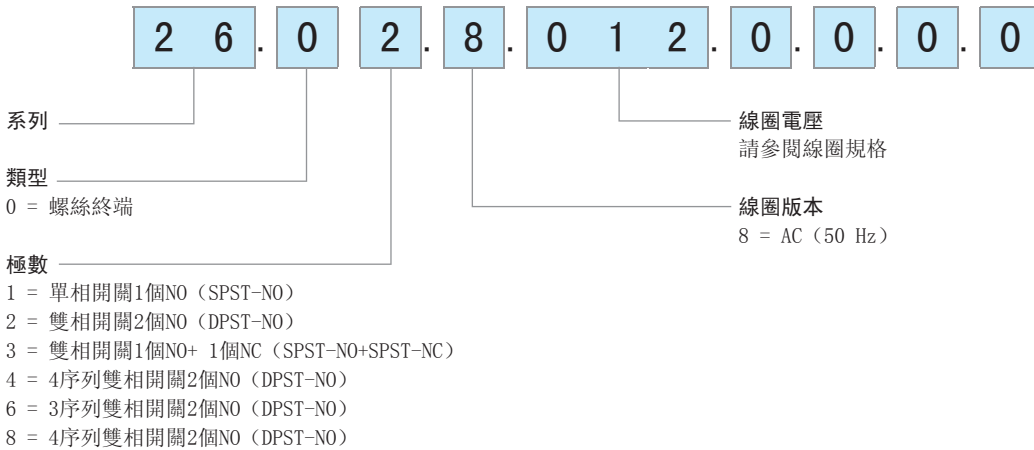 2 6 . 0 2 . 8 . 0 1 2 . 0 . 0 . 0 . 0
系列
類型
0 = 螺絲終端
極數
1 = 單相開關1個NO（SPST-NO）
2 = 雙相開關2個NO（DPST-NO）
3 = 雙相開關1個NO+ 1個NC（SPST-NO+SPST-NC）
4 = 4序列雙相開關2個NO（DPST-NO）
6 = 3序列雙相開關2個NO（DPST-NO）
8 = 4序列雙相開關2個NO（DPST-NO）
線圈電壓
請參閱線圈規格
線圈版本
8 = AC（50 Hz）